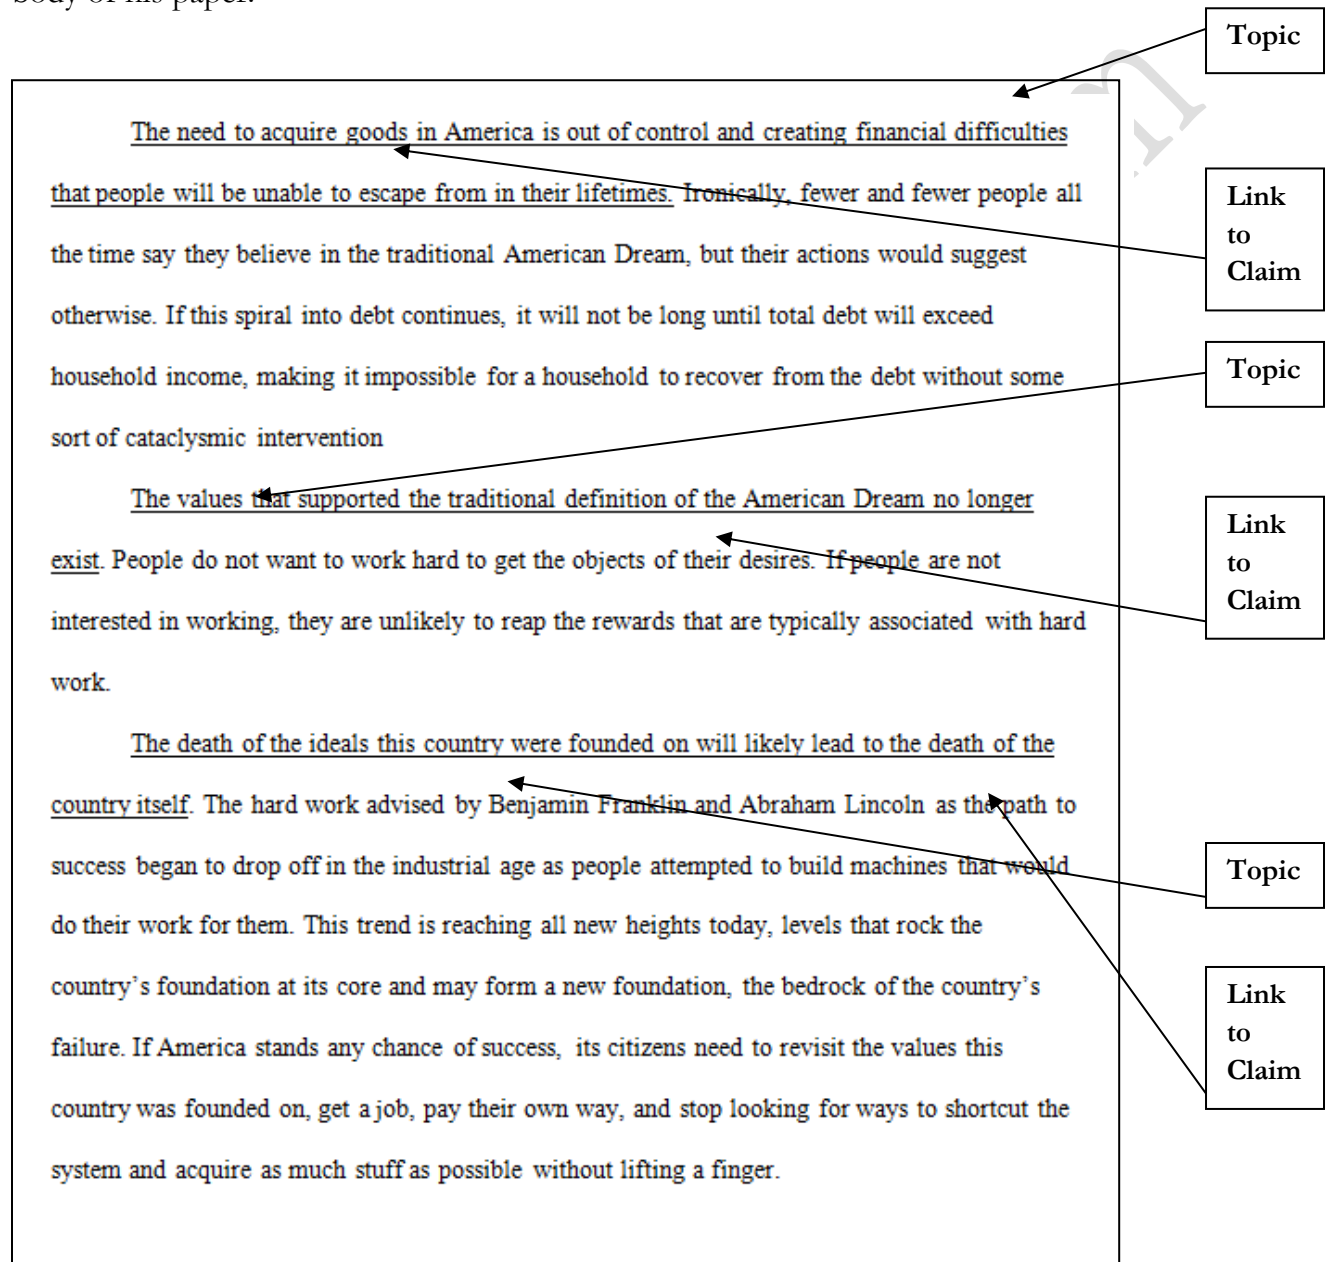 body of his paper.
Topic
The need to acquire goods in America is out of control and creating financial difficulties
that people will be unable to escape from in their lifetimes. Ironically, fewer and fewer people all
the time say they believe in the traditional American Dream, but their actions would suggest
otherwise. If this spiral into debt continues, it will not be long until total debt will exceed
household income, making it impossible for a household to recover from the debt without some
sort of cataclysmic intervention
Link
to
Claim
Topic
The values that supported the traditional definition of the American Dream no longer
exist. People do not want to work hard to get the objects of their desires. If people are not
interested in working, they are unlikely to reap the rewards that are typically associated with hard
work.
Link
to
Claim
The death of the ideals this country were founded on will likely lead to the death of the
country itself. The hard work advised by Benjamin Franklin and Abraham Lincoln as the path to
success began to drop off in the industrial age as people attempted to build machines that would
do their work for them. This trend is reaching all new heights today, levels that rock the
country’s foundation at its core and may form a new foundation, the bedrock of the country’s
failure. If America stands any chance of success, its citizens need to revisit the values this
country was founded on, get a job, pay their own way, and stop looking for ways to shortcut the
system and acquire as much stuff as possible without lifting a finger.
Topic
Link
to
Claim